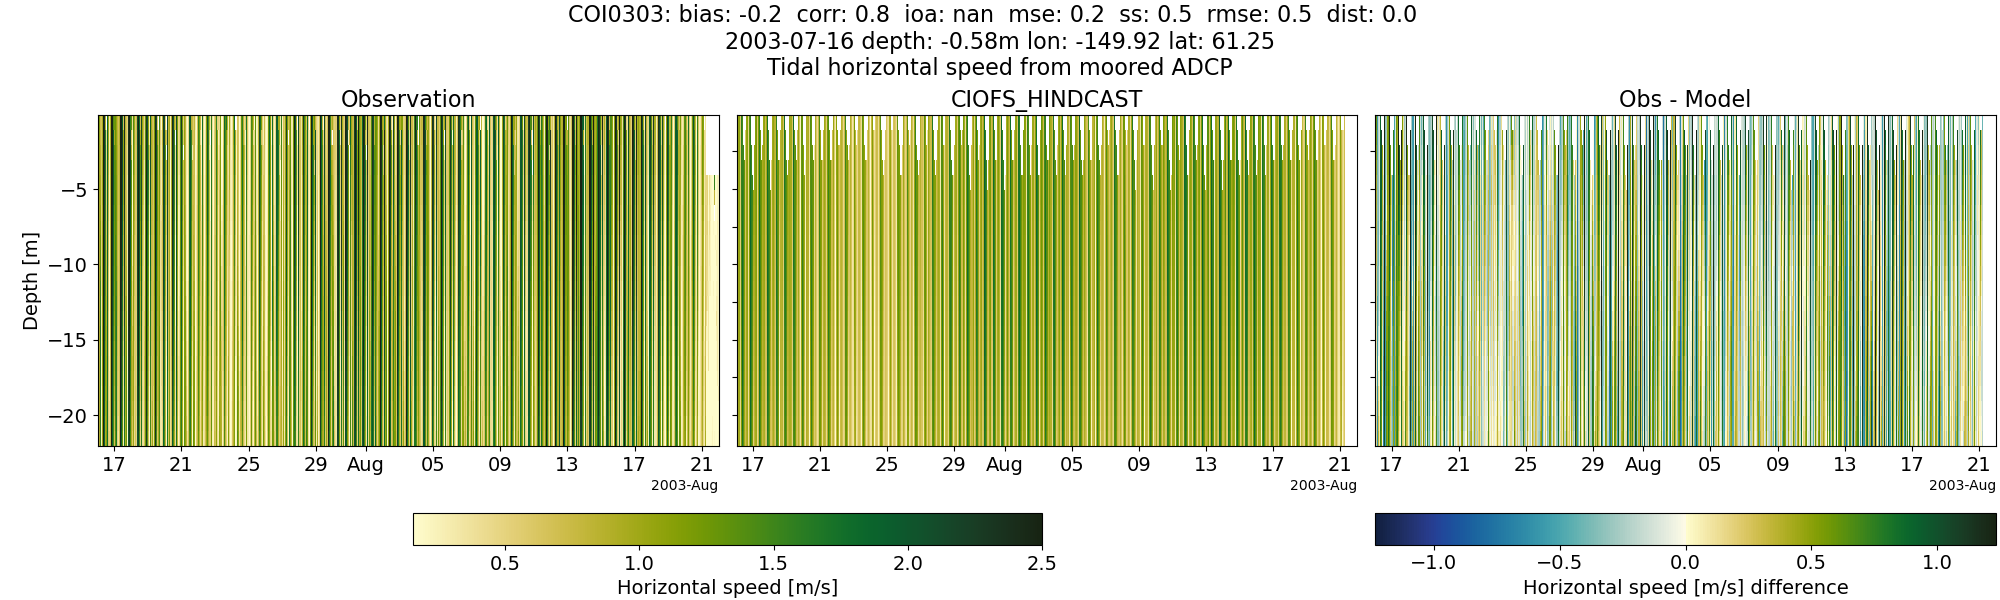 COI0303: bias: -0.2  corr: 0.8  ioa: nan  mse: 0.2  ss: 0.5  rmse: 0.5  dist: 0.0
2003-07-16 depth: -0.58m lon: -149.92 lat: 61.25
Tidal horizontal speed from moored ADCP
Observation
CIOFS_HINDCAST
Obs - Model
Depth [m]
−5
−10
−15
−20
17 21 25 29 Aug 05 09 13 17 21
2003-Aug
17 21 25 29 Aug 05 09 13 17 21
2003-Aug
17 21 25 29 Aug 05 09 13 17 21
2003-Aug
0.5 1.0 1.5 2.0 2.5
Horizontal speed [m/s]
−1.0 −0.5 0.0 0.5 1.0
Horizontal speed [m/s] difference